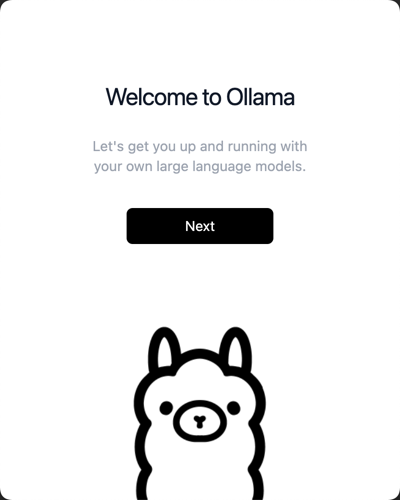 Welcome to Ollama
Let's get you up and running with
your own large language models.
Next